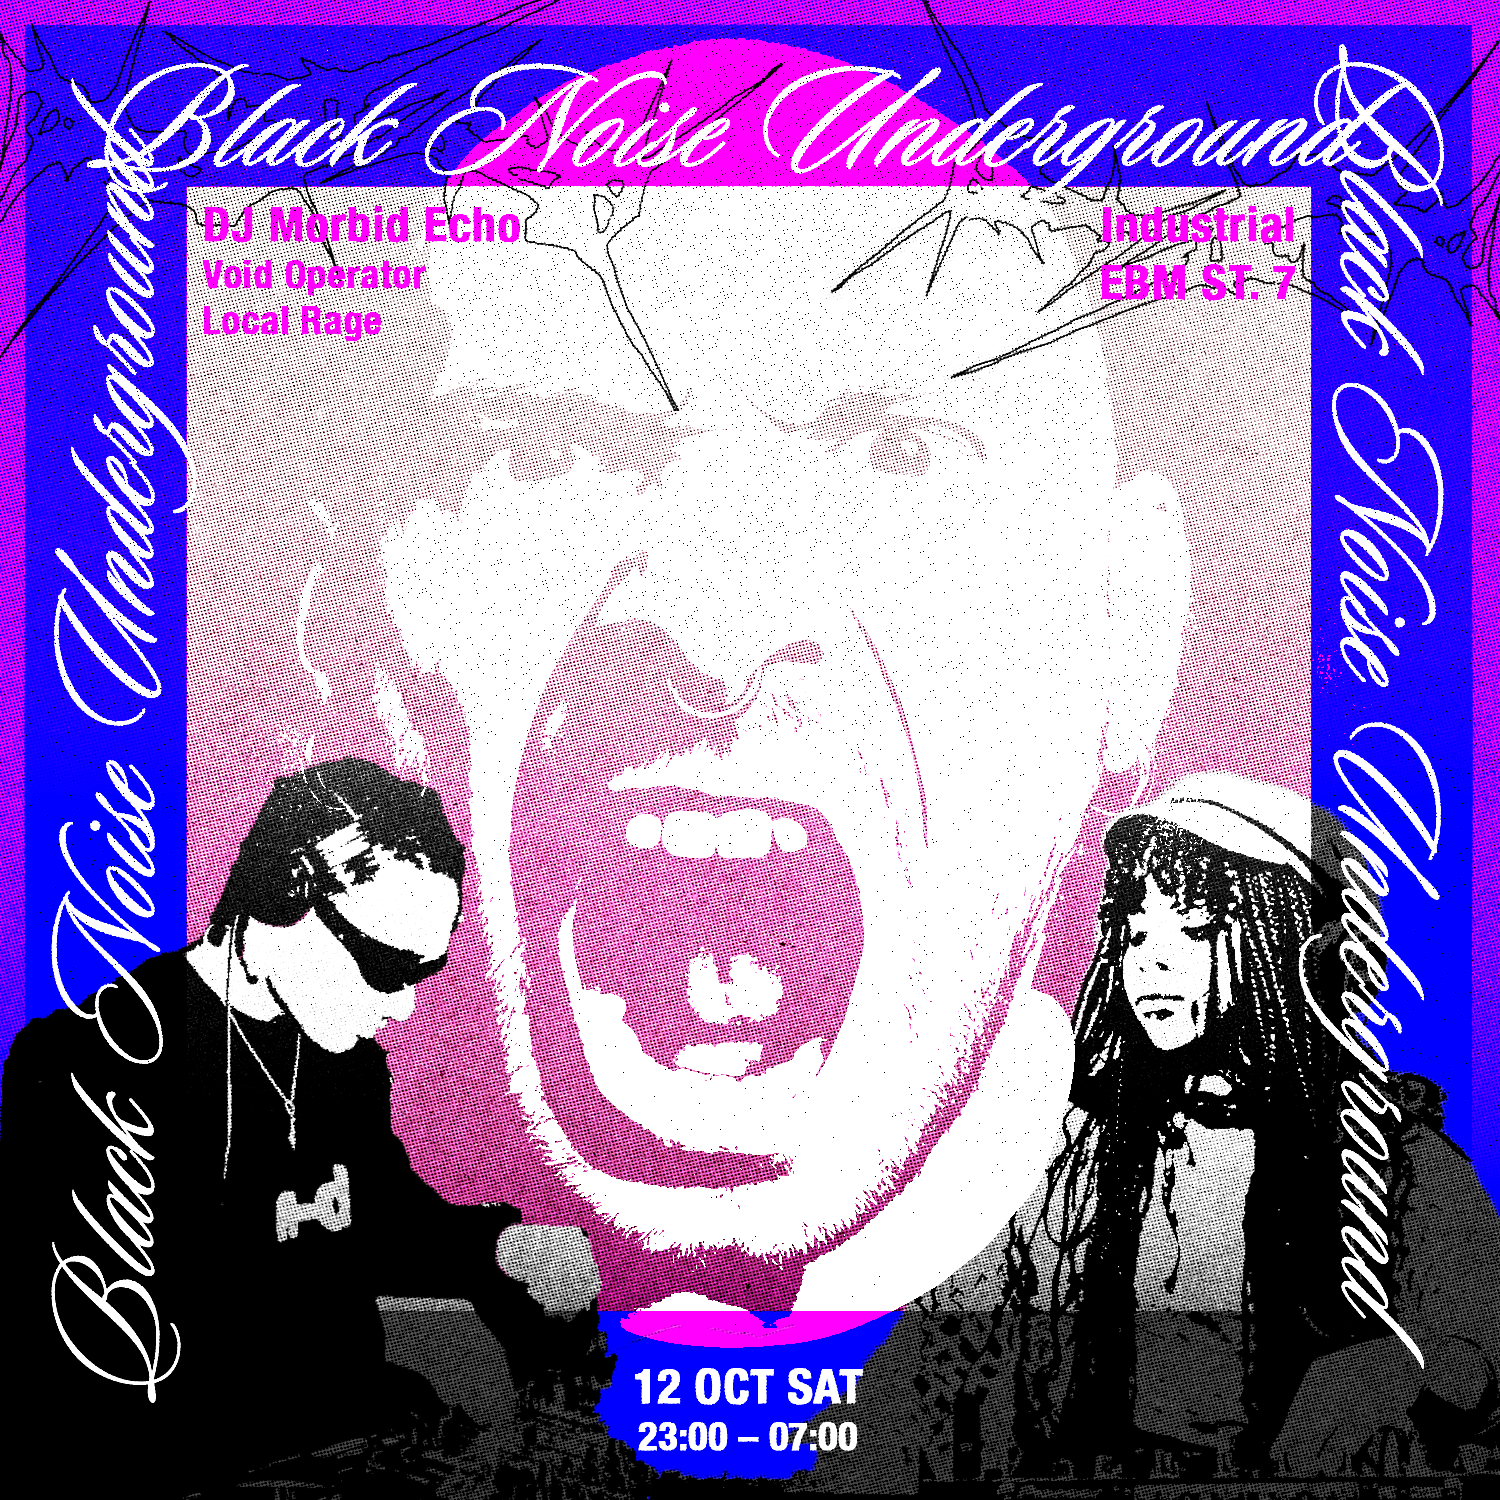 Black Noise Underground
Black Noise Underground
Black Noise Underground
DJ Morbid Echo
Void Operator
Local Rage
Industrial
EBM ST. 7
12 OCT SAT
23:00 – 07:00